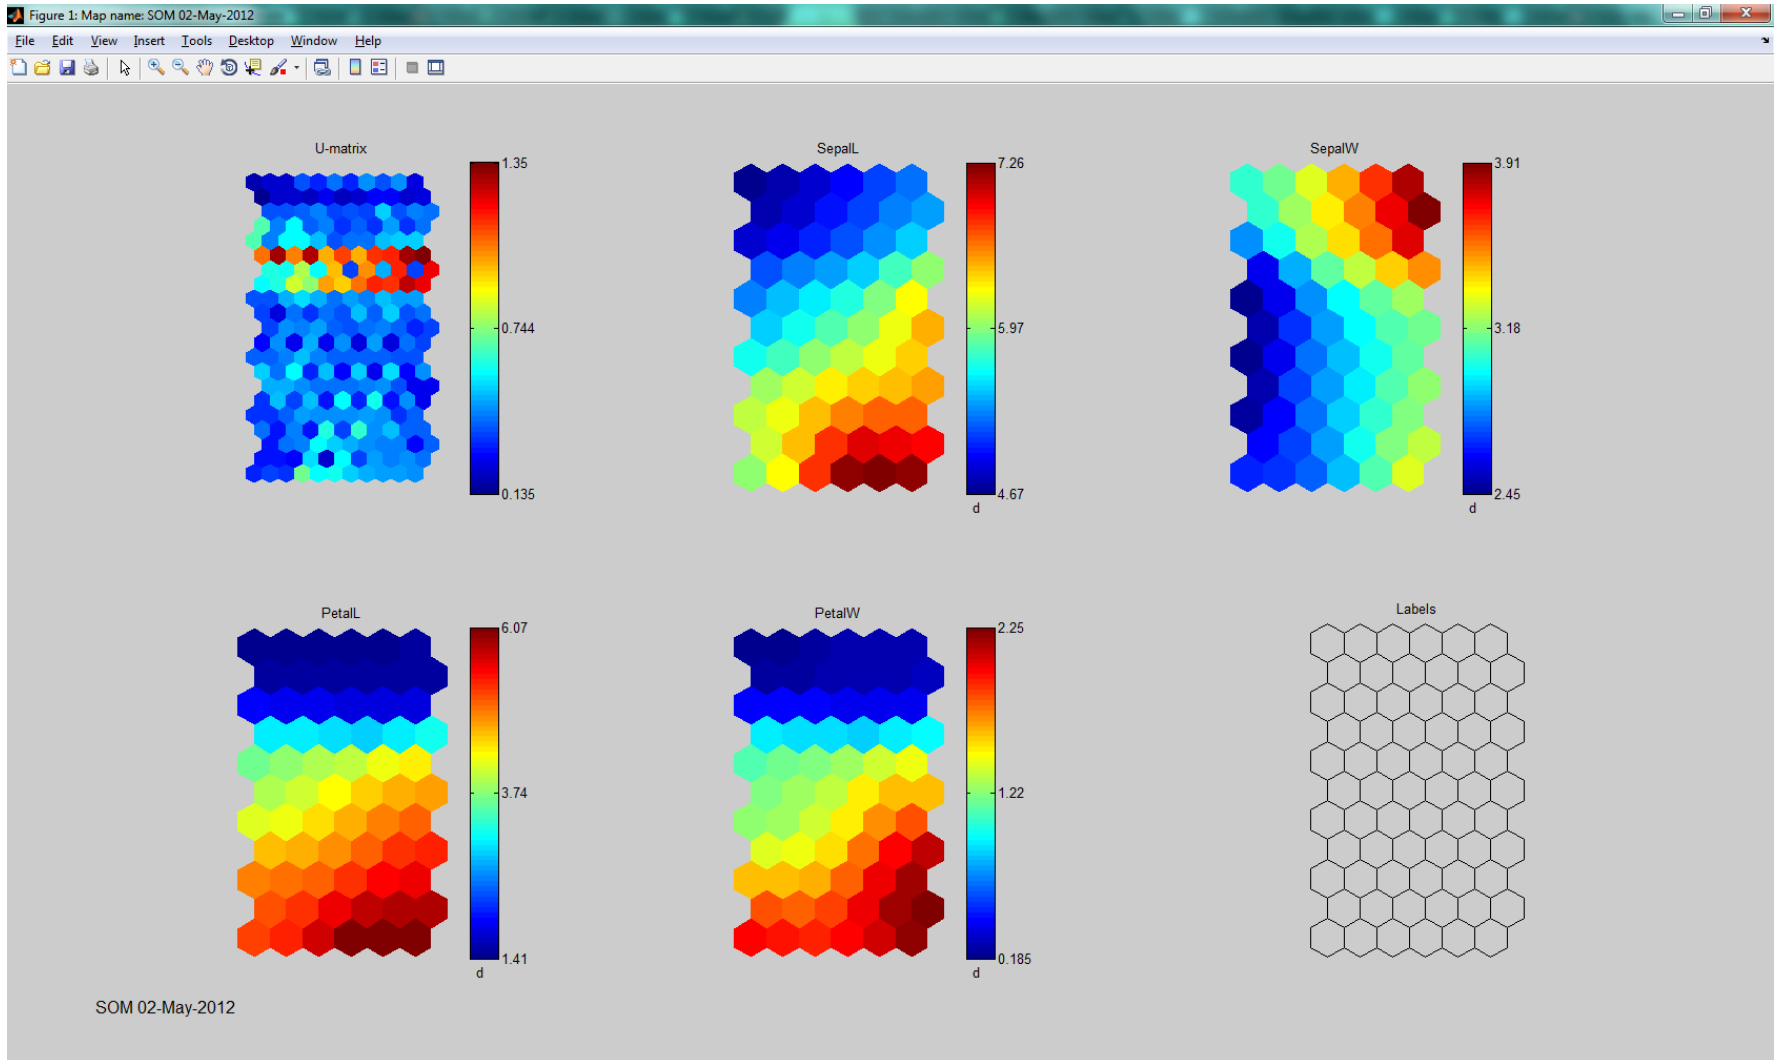 Figure 1: Map name: SOM 02-May-2012
File Edit View Insert Tools Desktop Window Help
U-matrix
1.35
0.744
0.135
SepalL
7.26
5.97
4.67
d
SepalW
3.91
3.18
2.45
d
PetalL
6.07
3.74
1.41
d
PetalW
2.25
1.22
0.185
d
Labels
SOM 02-May-2012